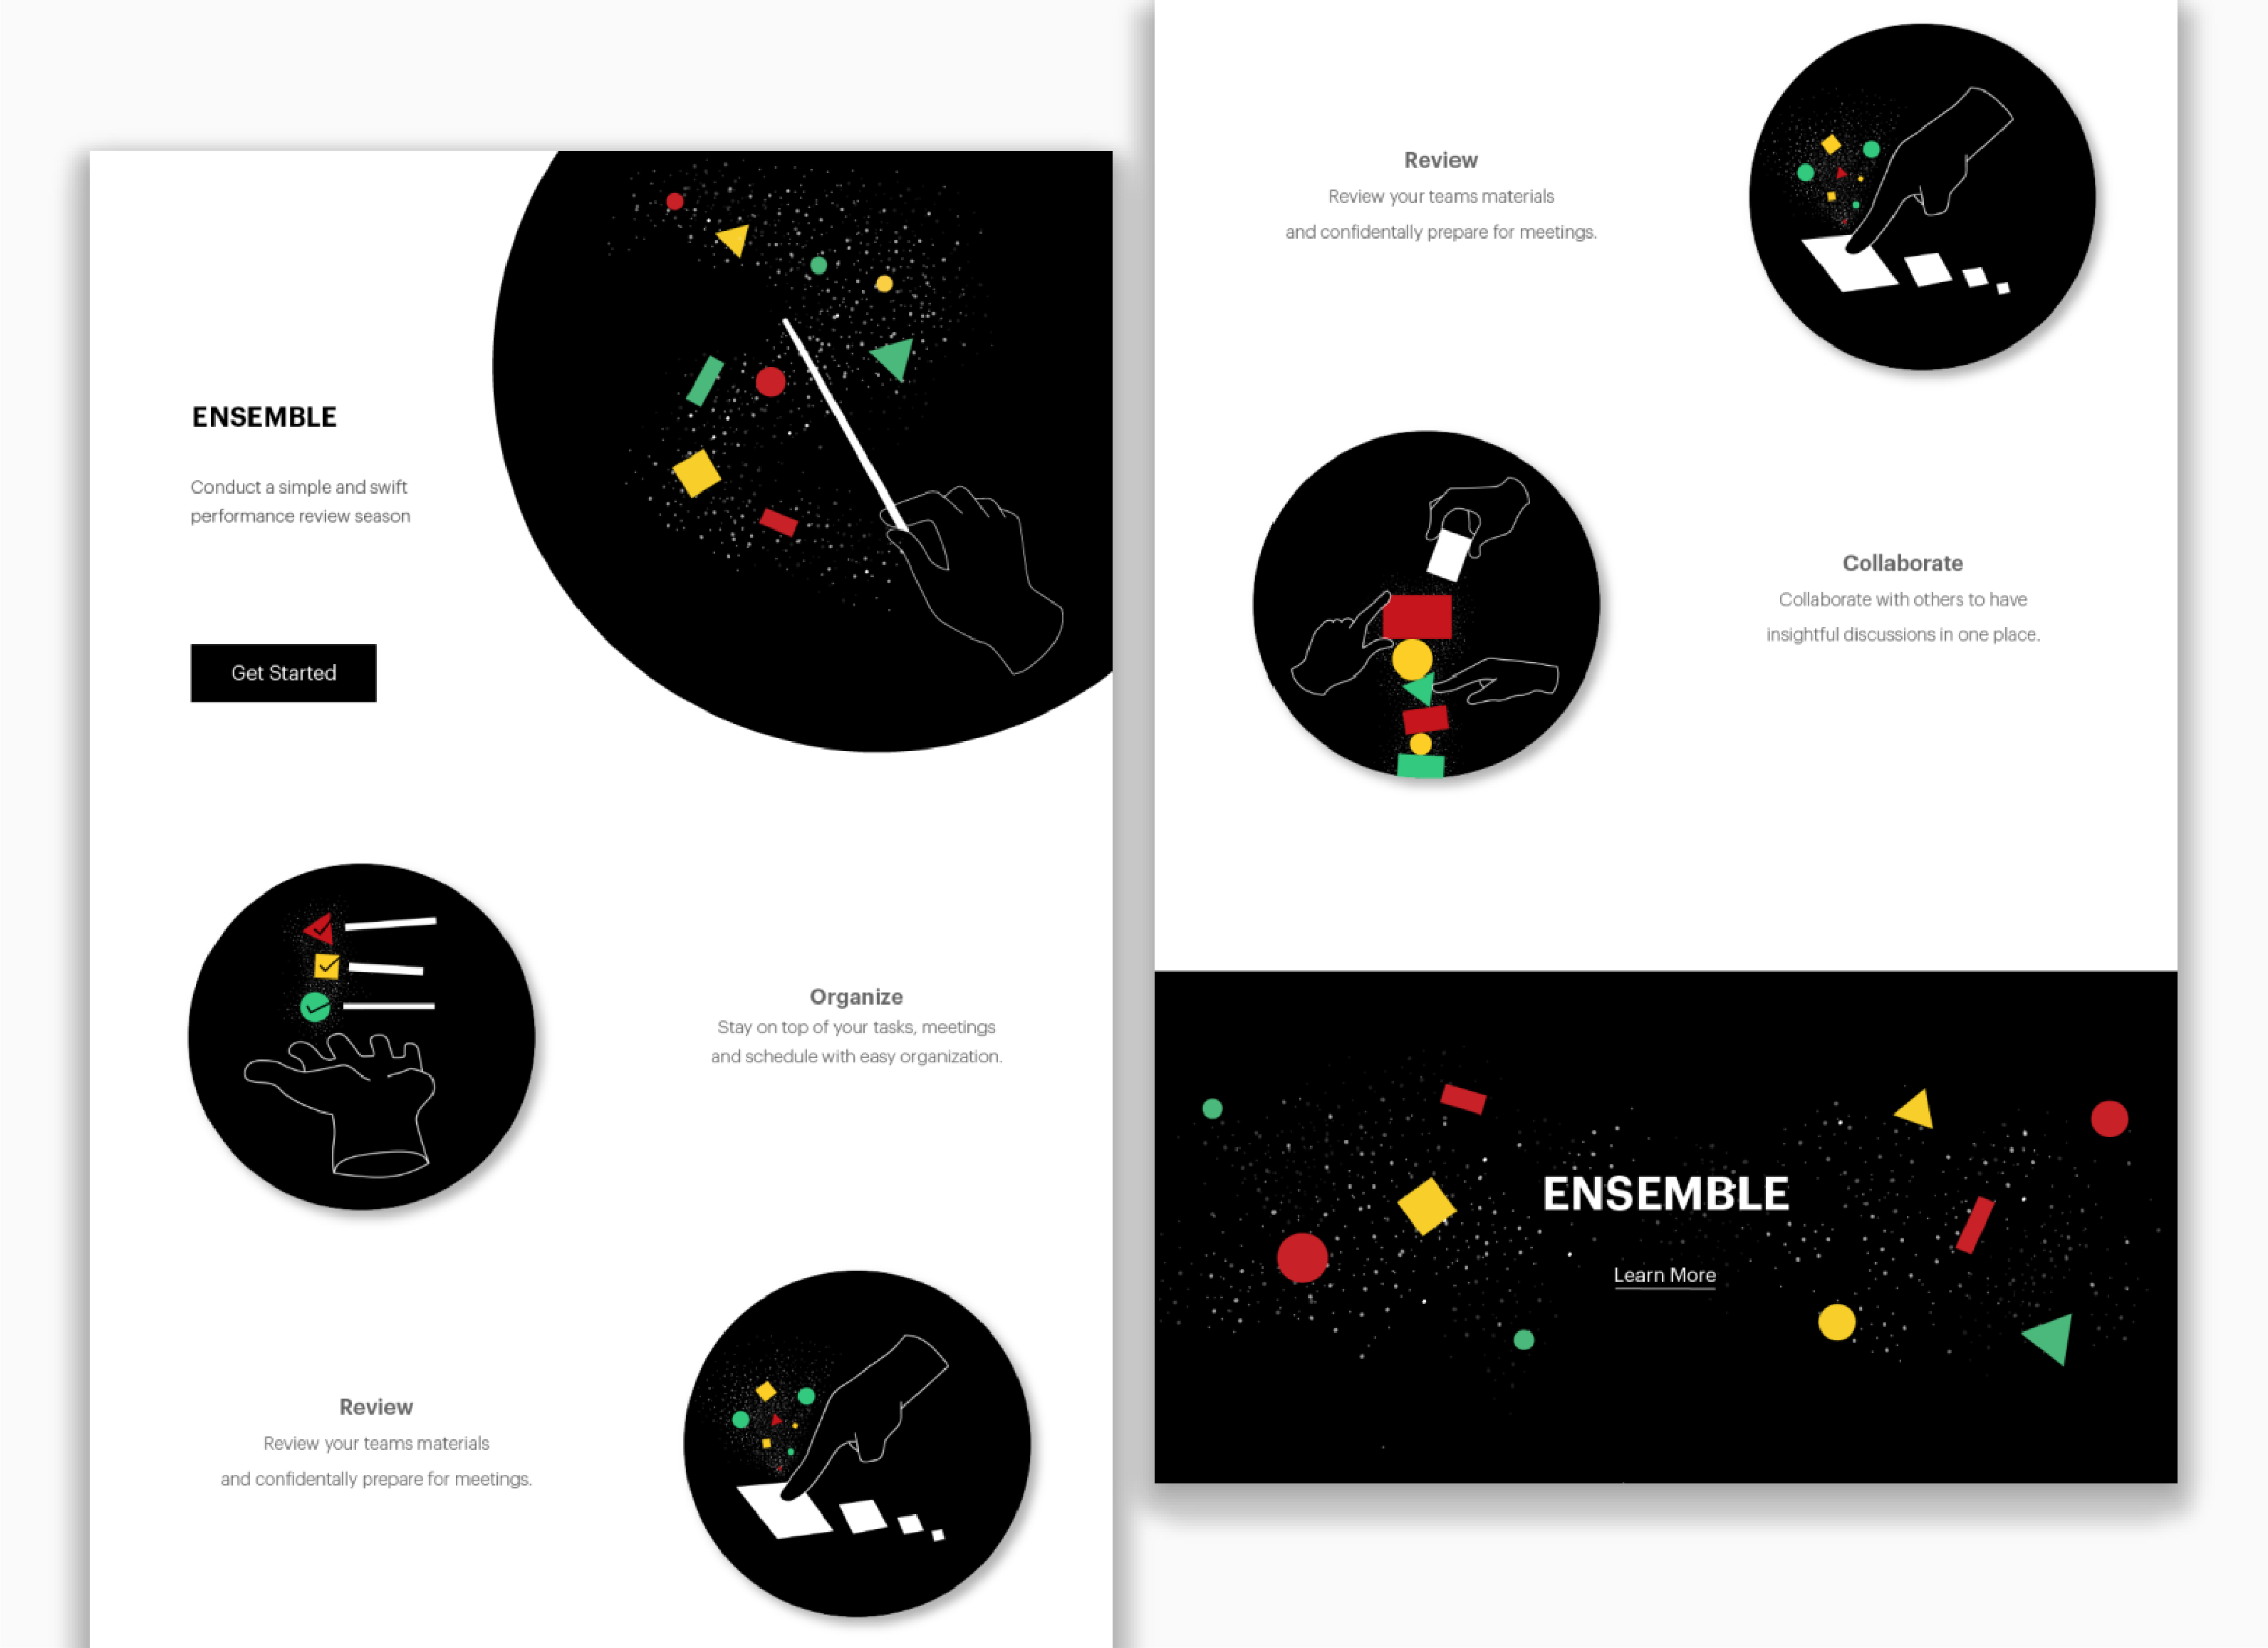 ENSEMBLE
Conduct a simple and swift
performance review season
Get Started
Organize
Stay on top of your tasks, meetings
and schedule with easy organization.
Review
Review your teams materials
and confidentally prepare for meetings.
Review
Review your teams materials
and confidentally prepare for meetings.
Collaborate
Collaborate with others to have
insightful discussions in one place.
ENSEMBLE
Learn More